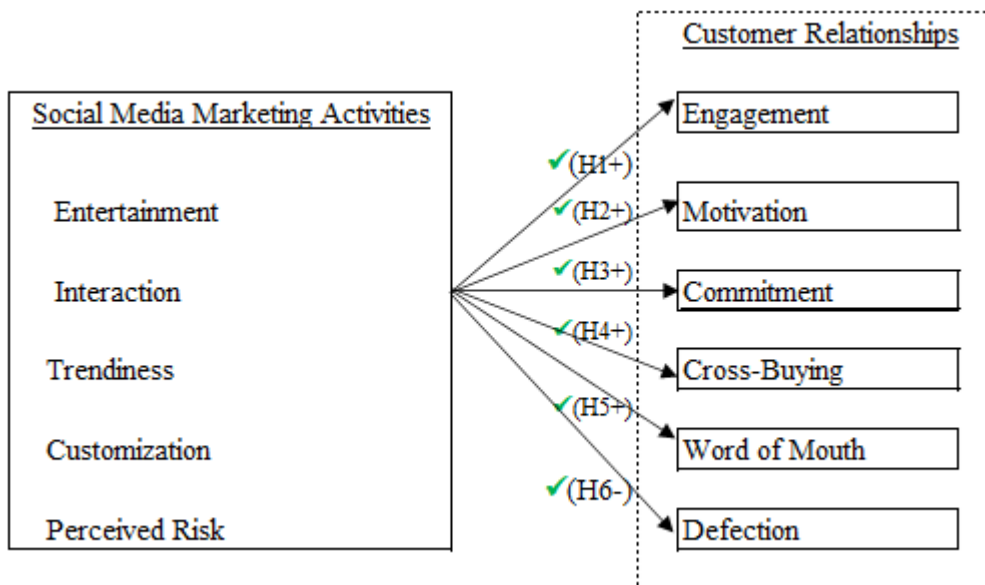 Customer Relationships
Social Media Marketing Activities
Engagement
✓(H1+)
Entertainment
✓(H2+)
Motivation
Interaction
✓(H3+)
Commitment
✓(H4+)
Trendiness
Cross-Buying
✓(H5+)
Customization
Word of Mouth
✓(H6-)
Perceived Risk
Defection